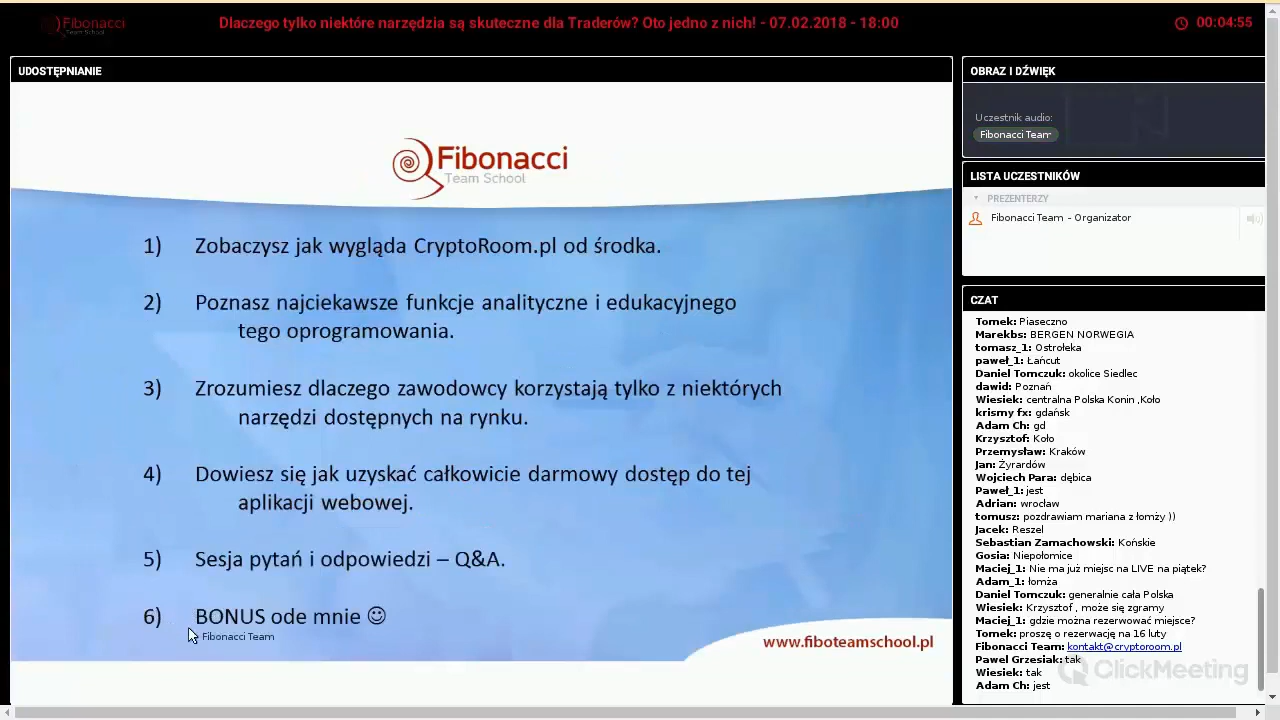 Fibonacci
Team School
Dlaczego tylko niektóre narzędzia są skuteczne dla Traderów? Oto jedno z nich! - 07.02.2018 - 18:00
00:04:55
UDOSTĘPNIANIE
Fibonacci
Team School
1) Zobaczysz jak wygląda CryptoRoom.pl od środka.
2) Poznasz najciekawsze funkcje analityczne i edukacyjnego
tego oprogramowania.
3) Zrozumiesz dlaczego zawodowcy korzystają tylko z niektórych
narzędzi dostępnych na rynku.
4) Dowiesz się jak uzyskać całkowicie darmowy dostęp do tej
aplikacji webowej.
5) Sesja pytań i odpowiedzi – Q&A.
6) BONUS ode mnie ☺
Fibonacci Team
www.fiboteamschool.pl
OBRAZ I DŹWIĘK
Uczestnik audio:
Fibonacci Team
LISTA UCZESTNIKÓW
PREZENTERZY
Fibonacci Team - Organizator
CZAT
Tomek: Piaseczno
Marekbs: BERGEN NORWEGIA
tomasz_1: Ostrołeka
paweł_1: Łańcut
Daniel Tomczuk: okolice Siedlec
dawid: Poznań
Wiesiek: centralna Polska Konin ,Koło
krismy fx: gdańsk
Adam Ch: gd
Krzysztof: Koło
Przemysław: Kraków
Jan: Żyrardów
Wojciech Para: dębica
Paweł_1: jest
Adrian: wrocław
tomusz: pozdrawiam mariana z łomży ))
Jacek: Reszel
Sebastian Zamachowski: Końskie
Gosia: Niepołomice
Maciej_1: Nie ma już miejsc na LIVE na piątek?
Adam_1: łomża
Daniel Tomczuk: generalnie cała Polska
Wiesiek: Krzysztof , może się zgramy
Maciej_1: gdzie można rezerwować miejsce?
Tomek: proszę o rezerwację na 16 luty
Fibonacci Team: kontakt@cryptoroom.pl
Pawel Grzesiak: tak
Wiesiek: tak
Adam Ch: jest
ClickMeeting